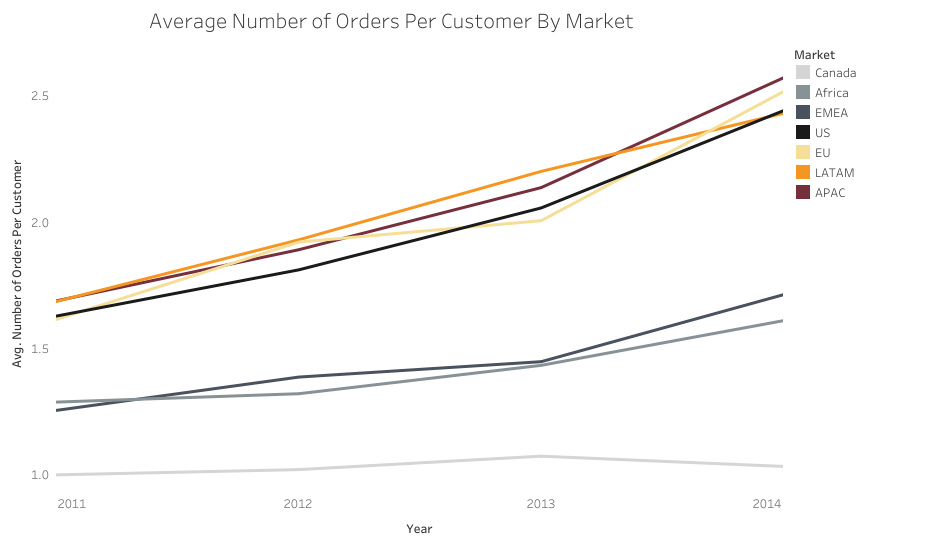 Average Number of Orders Per Customer By Market
Market
Canada
Africa
EMEA
US
EU
LATAM
APAC
Avg. Number of Orders Per Customer
2.5
2.0
1.5
1.0
2011
2012
2013
2014
Year